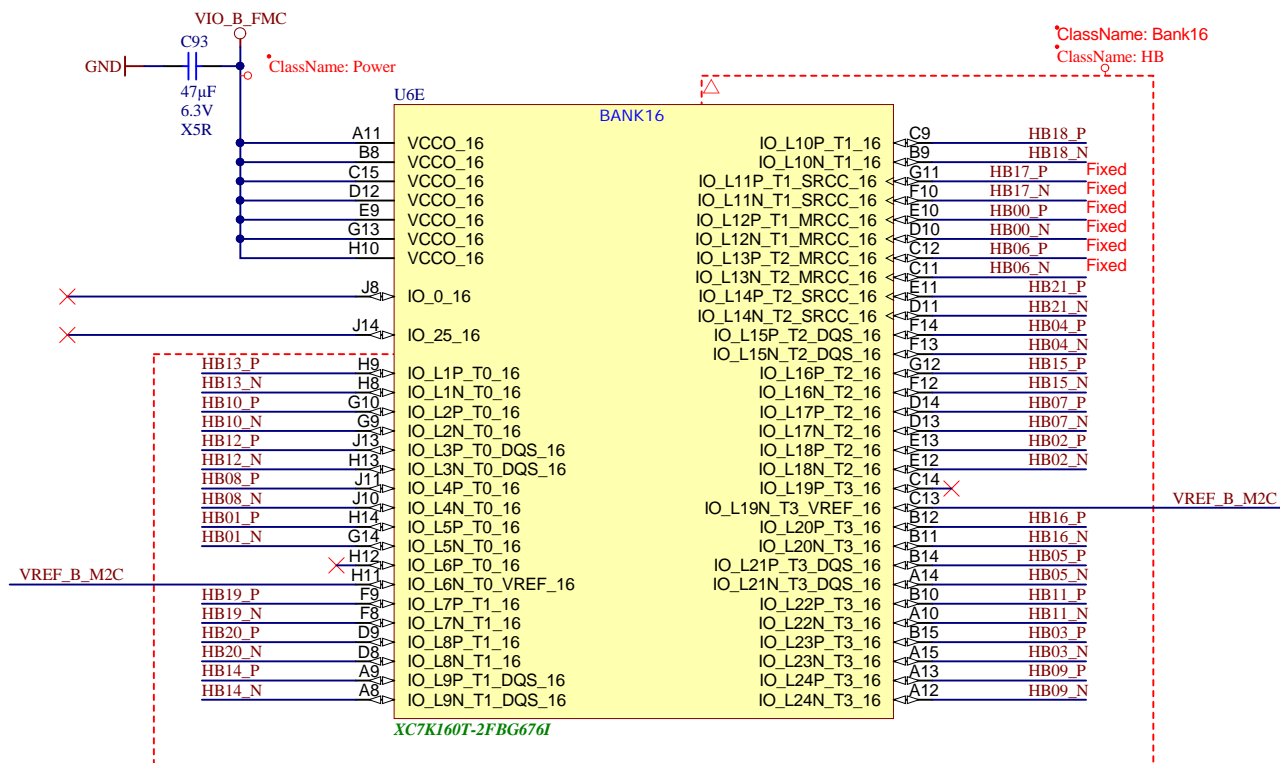 VIO_B_FMC
C93
GND
47µF
6.3V
X5R
ClassName: Power
ClassName: Bank16
ClassName: HB
U6E
BANK16
A11 VCCO_16
B8 VCCO_16
C15 VCCO_16
D12 VCCO_16
E9 VCCO_16
G13 VCCO_16
H10 VCCO_16
J8 IO_0_16
J14 IO_25_16
HB13_P H9 IO_L1P_T0_16
HB13_N H8 IO_L1N_T0_16
HB10_P G10 IO_L2P_T0_16
HB10_N G9 IO_L2N_T0_16
HB12_P J13 IO_L3P_T0_DQS_16
HB12_N H13 IO_L3N_T0_DQS_16
HB08_P J11 IO_L4P_T0_16
HB08_N J10 IO_L4N_T0_16
HB01_P H14 IO_L5P_T0_16
HB01_N G14 IO_L5N_T0_16
H12 IO_L6P_T0_16
VREF_B_M2C H11 IO_L6N_T0_VREF_16
HB19_P F9 IO_L7P_T1_16
HB19_N F8 IO_L7N_T1_16
HB20_P D9 IO_L8P_T1_16
HB20_N D8 IO_L8N_T1_16
HB14_P A9 IO_L9P_T1_DQS_16
HB14_N A8 IO_L9N_T1_DQS_16
IO_L10P_T1_16 C9 HB18_P
IO_L10N_T1_16 B9 HB18_N
IO_L11P_T1_SRCC_16 G11 HB17_P Fixed
IO_L11N_T1_SRCC_16 F10 HB17_N Fixed
IO_L12P_T1_MRCC_16 E10 HB00_P Fixed
IO_L12N_T1_MRCC_16 D10 HB00_N Fixed
IO_L13P_T2_MRCC_16 C12 HB06_P Fixed
IO_L13N_T2_MRCC_16 C11 HB06_N Fixed
IO_L14P_T2_SRCC_16 E11 HB21_P
IO_L14N_T2_SRCC_16 D11 HB21_N
IO_L15P_T2_DQS_16 F14 HB04_P
IO_L15N_T2_DQS_16 F13 HB04_N
IO_L16P_T2_16 G12 HB15_P
IO_L16N_T2_16 F12 HB15_N
IO_L17P_T2_16 D14 HB07_P
IO_L17N_T2_16 D13 HB07_N
IO_L18P_T2_16 E13 HB02_P
IO_L18N_T2_16 E12 HB02_N
IO_L19P_T3_16 C14
IO_L19N_T3_VREF_16 C13 VREF_B_M2C
IO_L20P_T3_16 B12 HB16_P
IO_L20N_T3_16 B11 HB16_N
IO_L21P_T3_DQS_16 B14 HB05_P
IO_L21N_T3_DQS_16 A14 HB05_N
IO_L22P_T3_16 B10 HB11_P
IO_L22N_T3_16 A10 HB11_N
IO_L23P_T3_16 B15 HB03_P
IO_L23N_T3_16 A15 HB03_N
IO_L24P_T3_16 A13 HB09_P
IO_L24N_T3_16 A12 HB09_N
XC7K160T-2FBG676I